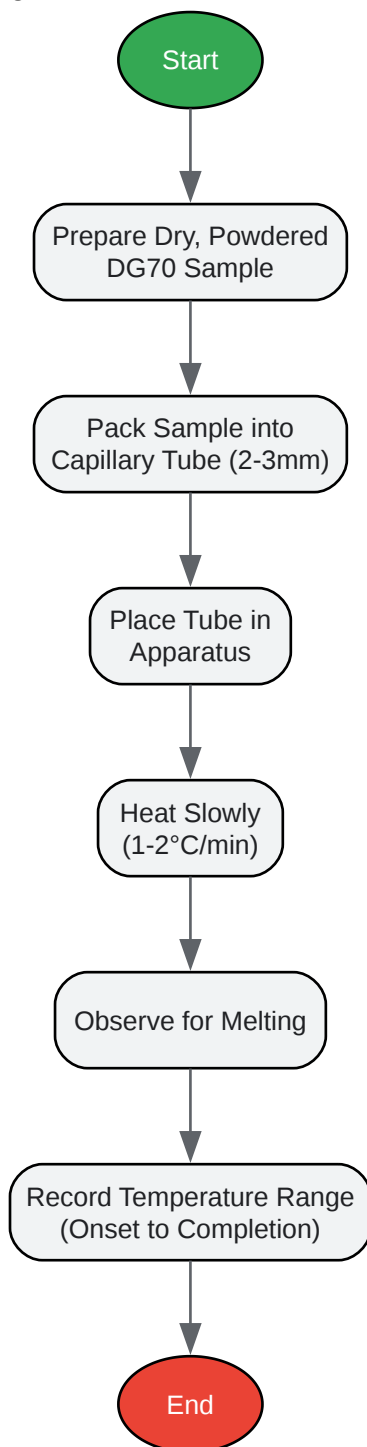 Start
Prepare Dry, Powdered
DG70 Sample
Pack Sample into
Capillary Tube (2-3mm)
Place Tube in
Apparatus
Heat Slowly
(1-2°C/min)
Observe for Melting
Record Temperature Range
(Onset to Completion)
End